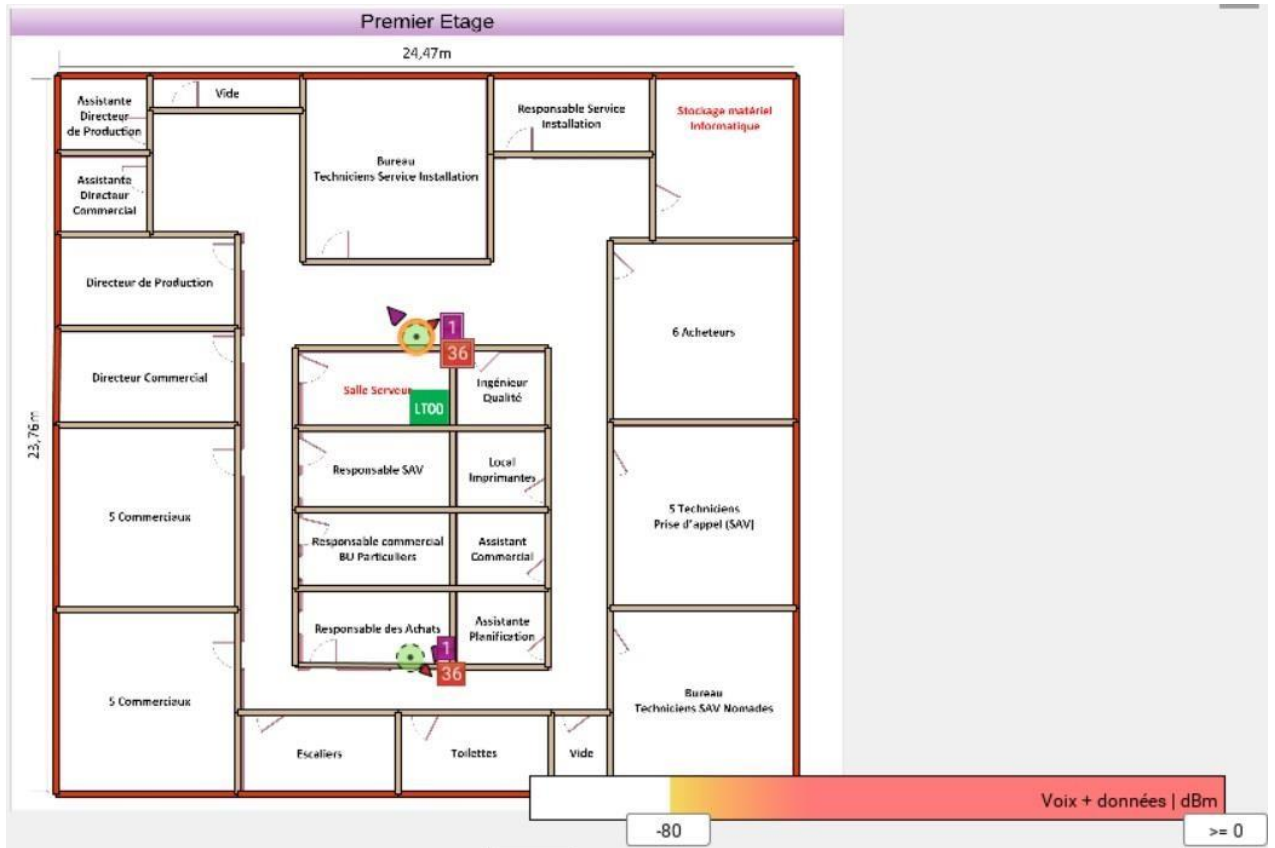 Premier Etage
24,47m
Assistante
Directeur
de Production
Vide
Responsable Service
Installation
Stockage matériel
Informatique
Bureau
Techniciens Service Installation
Assistante
Directeur
Commercial
Directeur de Production
6 Acheteurs
1
36
Directeur Commercial
Salle Serveur
Ingénieur
Qualité
LT00
23,76m
Responsable SAV
Local
Imprimantes
5 Commerciaux
5 Techniciens
Prise d'appel (SAV)
Responsable commercial
BU Particuliers
Assistant
Commercial
Responsable des Achats
Assistante
Planification
1
36
5 Commerciaux
Bureau
Techniciens SAV Nomades
Escaliers
Toilettes
Vide
Voix + données | dBm
-80
>= 0